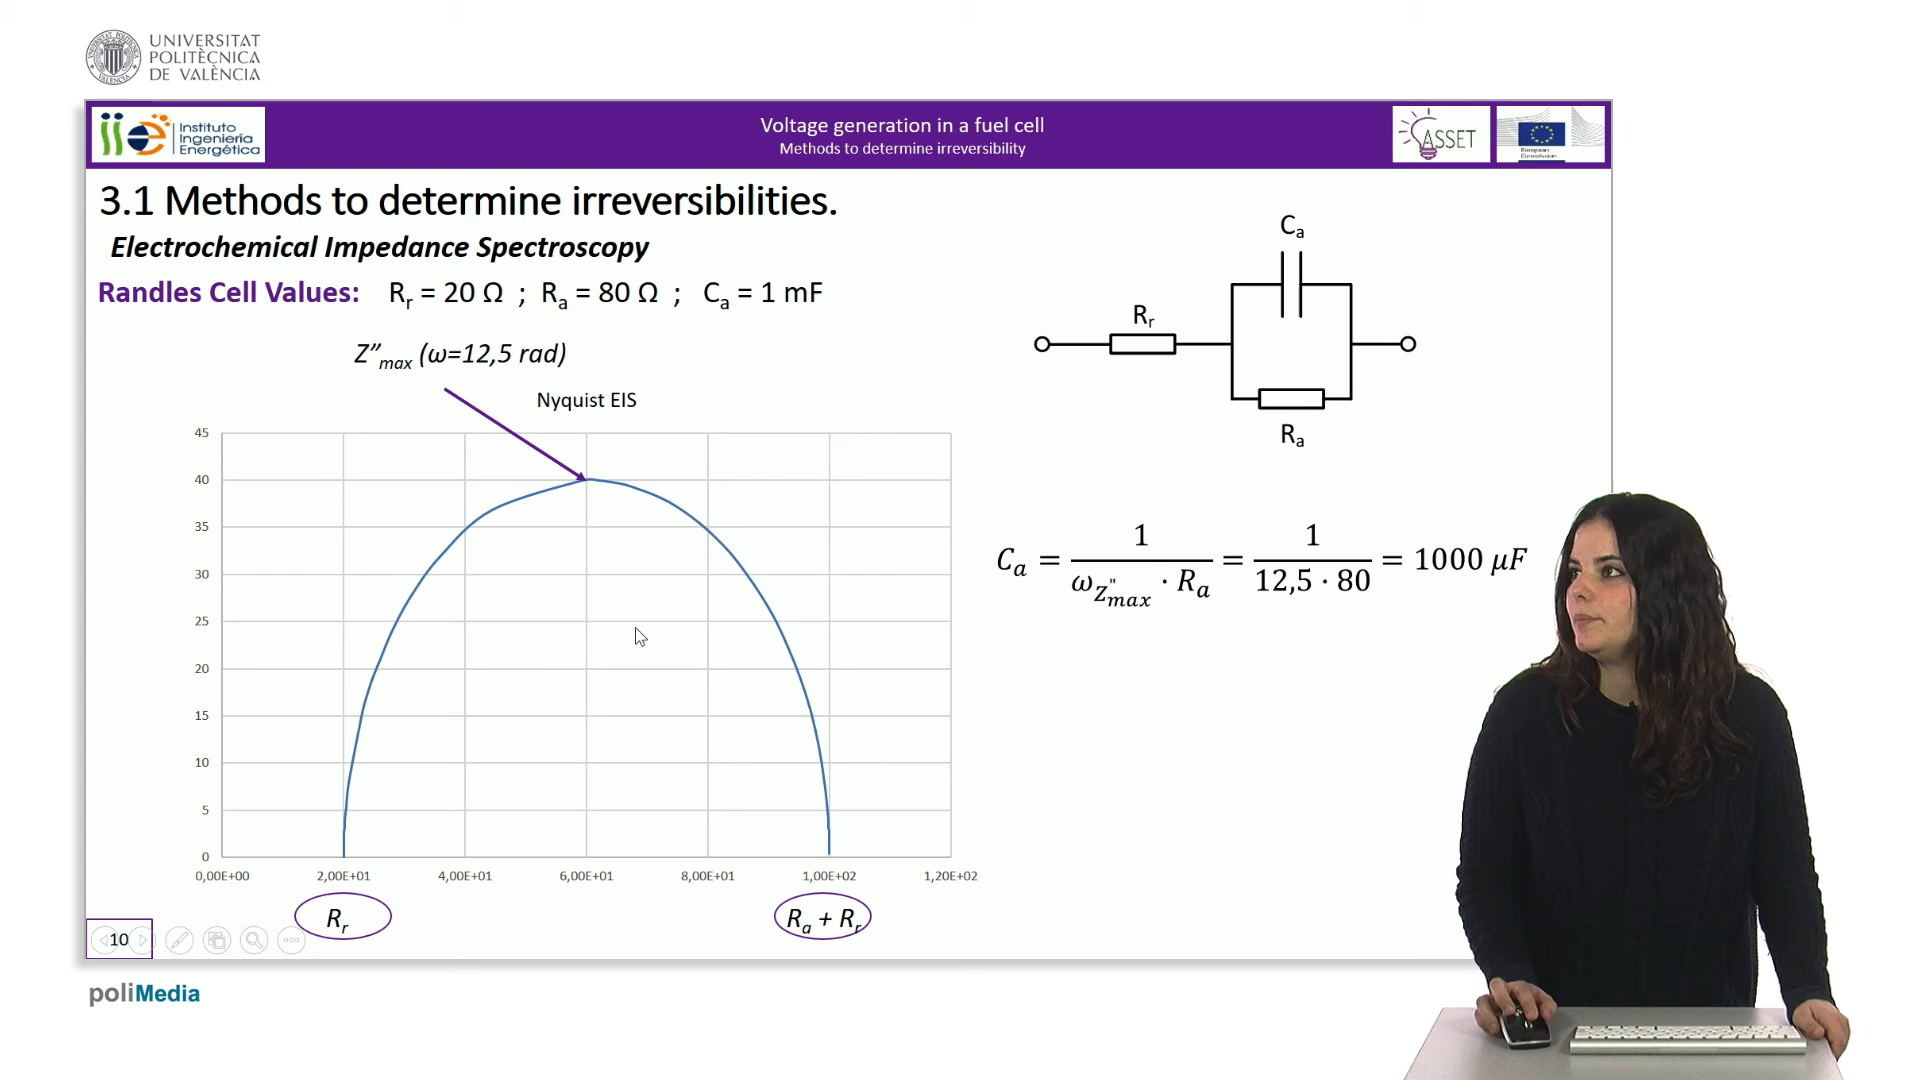 UNIVERSITAT
POLITÈCNICA
DE VALÈNCIA
Instituto
Ingeniería
Energética
Voltage generation in a fuel cell
Methods to determine irreversibility
ASSET
European
Commission
3.1 Methods to determine irreversibilities.
Electrochemical Impedance Spectroscopy
Randles Cell Values: Rr = 20 Ω ; Ra = 80 Ω ; Ca = 1 mF
Z”max (ω=12,5 rad)
Nyquist EIS
45
40
35
30
25
20
15
10
5
0
0,00E+00 2,00E+01 4,00E+01 6,00E+01 8,00E+01 1,00E+02 1,20E+02
Rr
Ra + Rr
Ca
Rr
Ra
Ca = 1 / (ωZ"max · Ra) = 1 / (12,5 · 80) = 1000 μF
10
poliMedia